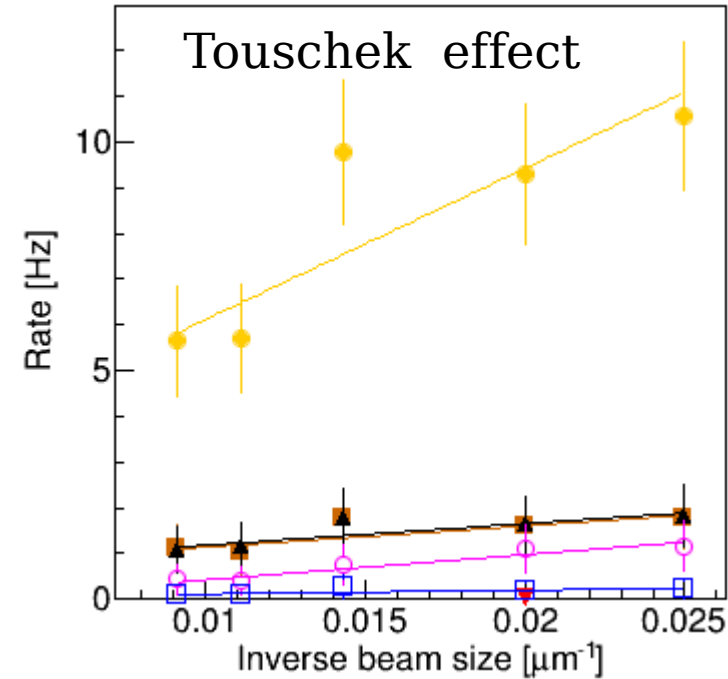 Touschek effect
10
5
0
Rate [Hz]
0.01 0.015 0.02 0.025
Inverse beam size [μm⁻¹]